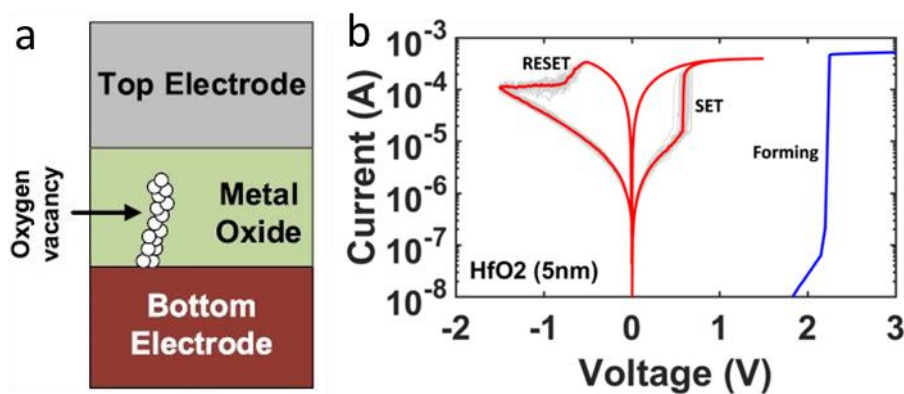 a
Top Electrode
Oxygen
vacancy
Metal
Oxide
Bottom
Electrode
b
Current (A)
10-3
10-4
10-5
10-6
10-7
10-8
RESET
SET
Forming
HfO2 (5nm)
-2 -1 0 1 2 3
Voltage (V)